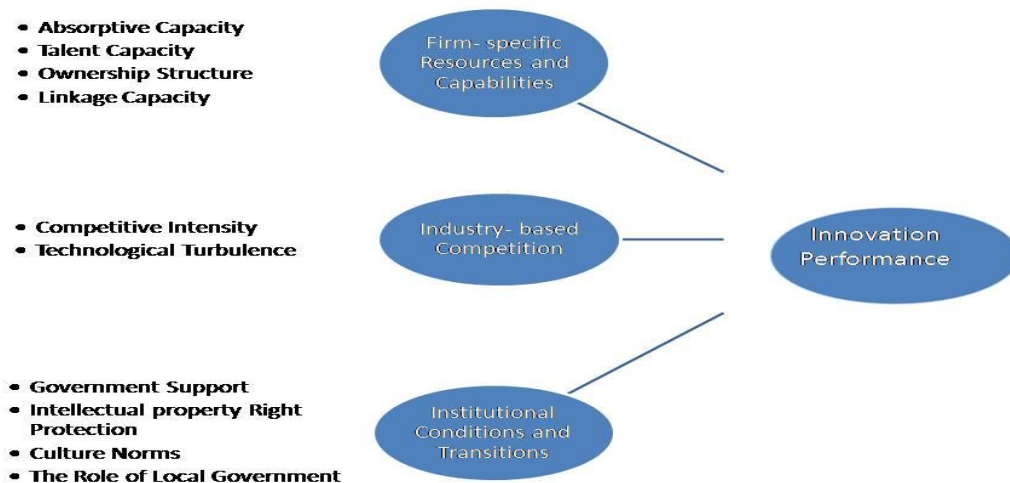 • Absorptive Capacity
• Talent Capacity
• Ownership Structure
• Linkage Capacity
Firm- specific
Resources and
Capabilities
• Competitive Intensity
• Technological Turbulence
Industry- based
Competition
Innovation
Performance
• Government Support
• Intellectual property Right
Protection
• Culture Norms
• The Role of Local Government
Institutional
Conditions and
Transitions